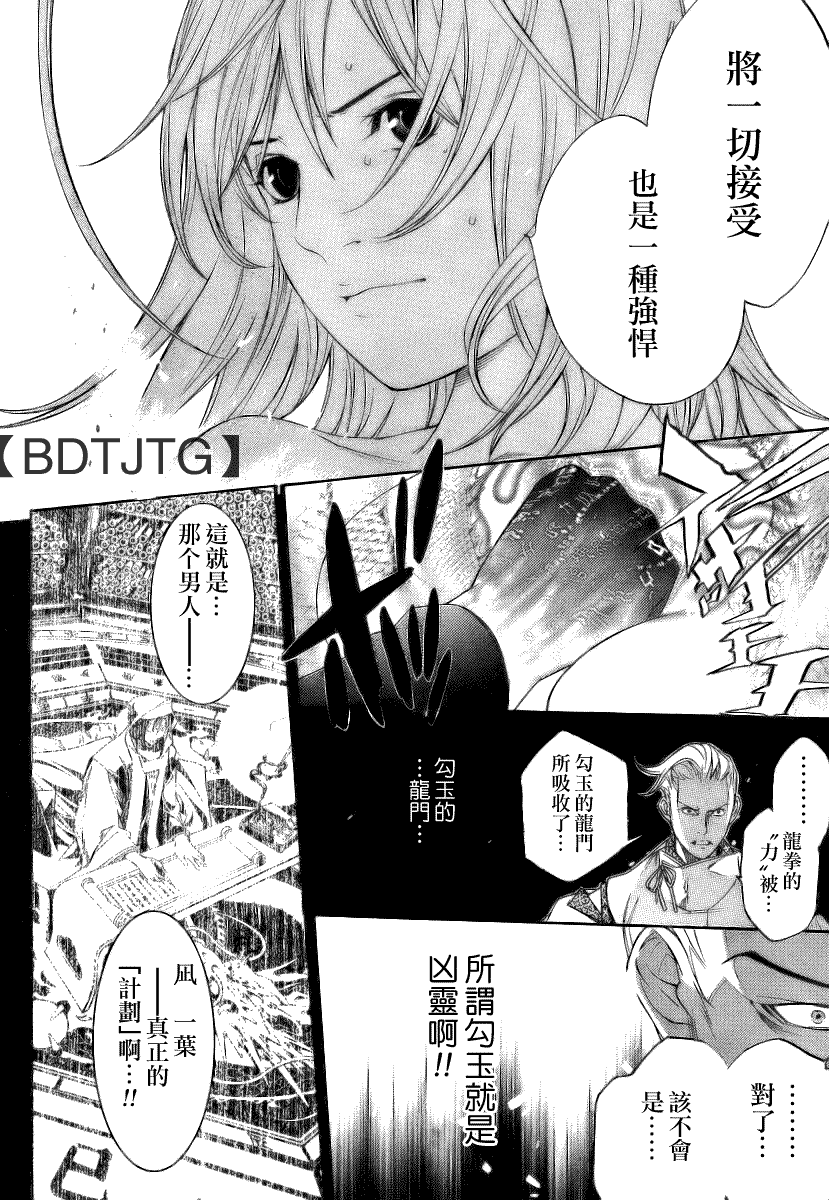 將一切接受
也是一種強悍
【BDTJTG】
………
龍拳的
〝力〞被…
勾玉的龍門
所吸收了…
勾玉的
…龍門…
………
對了…
該不會
是……
所謂勾玉就是
凶靈啊!!
這就是…
那个男人——…
凪一葉
——真正的
「計劃」啊…!!
己